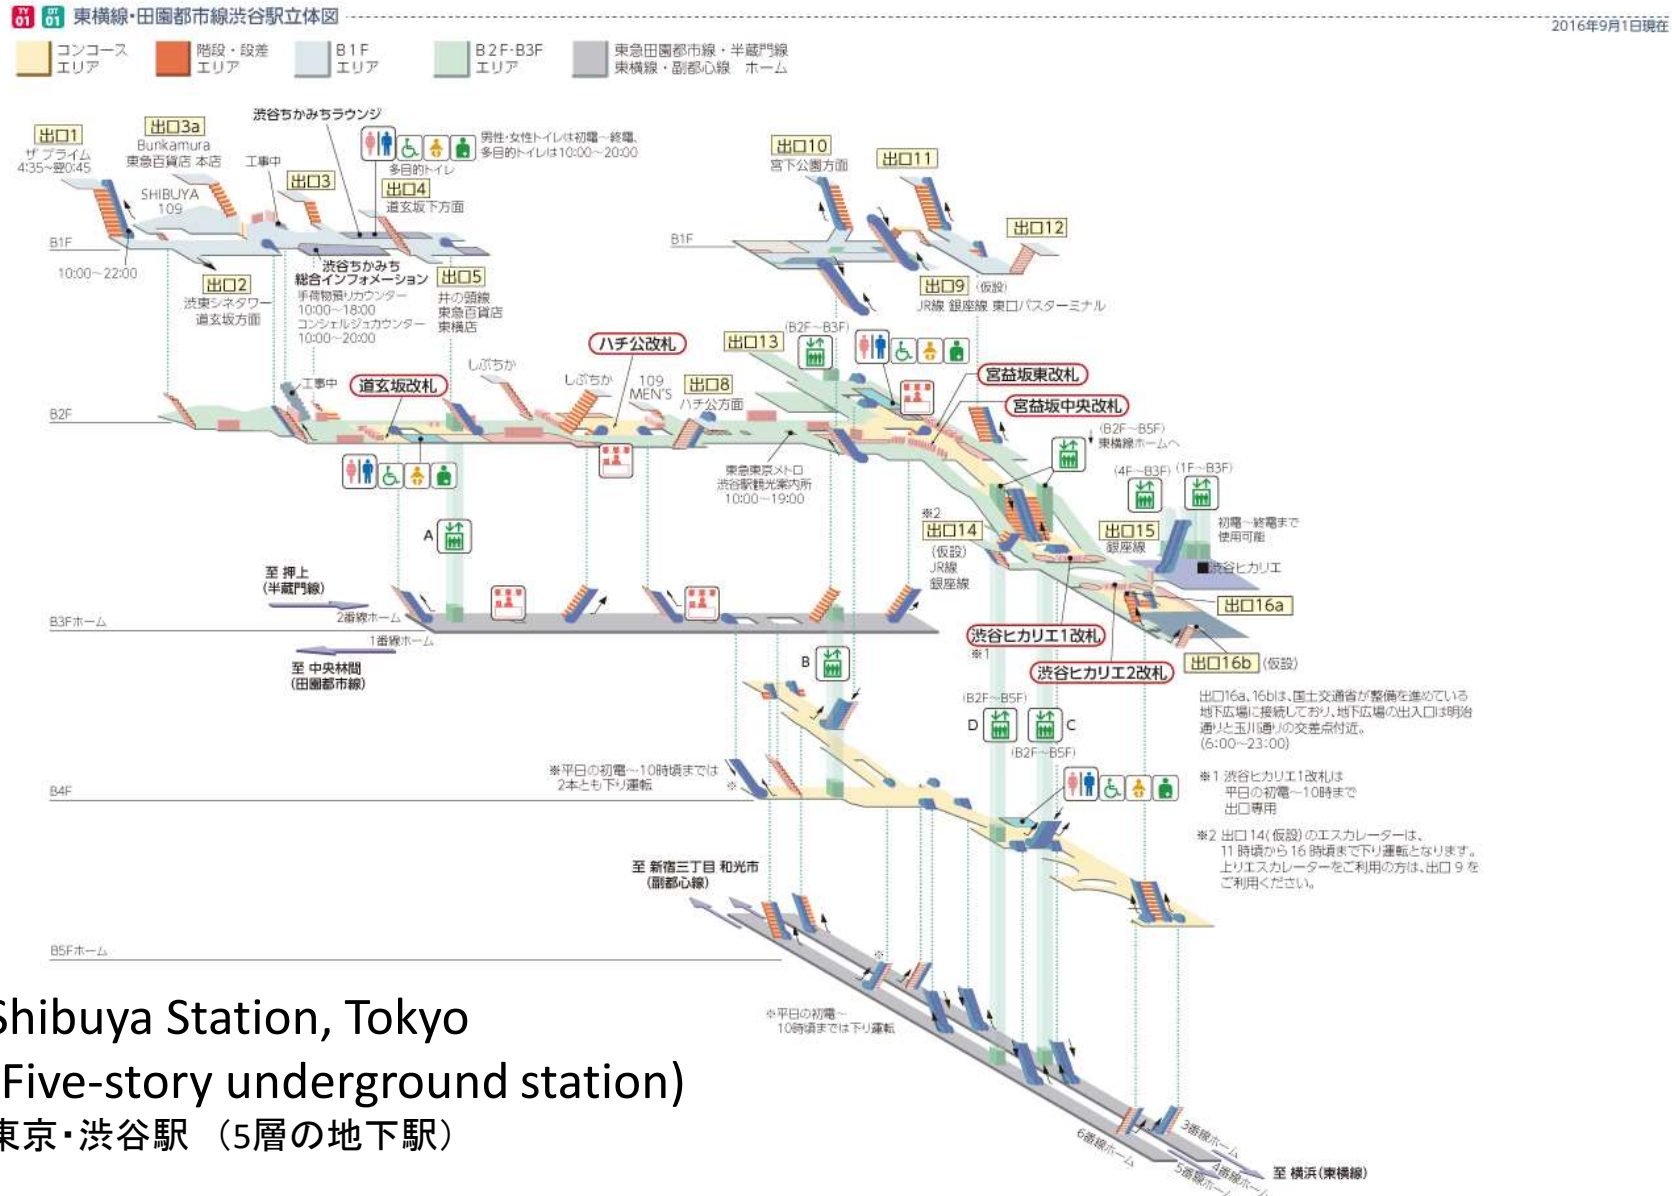 TY 01 DT 01 東横線・田園都市線渋谷駅立体図
2016年9月1日現在
コンコース
エリア
階段・段差
エリア
B1F
エリア
B2F・B3F
エリア
東急田園都市線・半蔵門線
東横線・副都心線 ホーム
出口1
ザ プライム
4:35〜翌0:45
出口3a
Bunkamura
東急百貨店 本店
SHIBUYA
109
工事中
渋谷ちかみちラウンジ
出口3
男性・女性トイレは初電〜終電、
多目的トイレは10:00〜20:00
多目的トイレ
出口4
道玄坂下方面
B1F
10:00〜22:00
出口2
渋東シネタワー
道玄坂方面
渋谷ちかみち
総合インフォメーション
手荷物預りカウンター
10:00〜18:00
コンシェルジュカウンター
10:00〜20:00
出口5
井の頭線
東急百貨店
東横店
出口10
宮下公園方面
出口11
出口12
B1F
出口9 (仮設)
JR線 銀座線 東口バスターミナル
工事中
道玄坂改札
しぶちか
ハチ公改札
しぶちか
109
MEN'S
出口8
ハチ公方面
出口13
(B2F〜B3F)
宮益坂東改札
宮益坂中央改札
B2F
東急東京メトロ
渋谷駅観光案内所
10:00〜19:00
(B2F〜B5F)
東横線ホームへ
(4F〜B3F)
(1F〜B3F)
※2
出口14
(仮設)
JR線
銀座線
出口15
銀座線
初電〜終電まで
使用可能
■渋谷ヒカリエ
A
至 押上
(半蔵門線)
2番線ホーム
B3Fホーム
1番線ホーム
至 中央林間
(田園都市線)
出口16a
渋谷ヒカリエ1改札
※1
渋谷ヒカリエ2改札
出口16b (仮設)
B
(B2F〜B5F)
D
C
(B2F〜B5F)
出口16a、16bは、国土交通省が整備を進めている
地下広場に接続しており、地下広場の出入口は明治
通りと玉川通りの交差点付近。
(6:00〜23:00)
※1 渋谷ヒカリエ1改札は
平日の初電〜10時まで
出口専用
※2 出口14(仮設)のエスカレーターは、
11時頃から16時頃まで下り運転となります。
上りエスカレーターをご利用の方は、出口9を
ご利用ください。
※平日の初電〜10時頃までは
2本とも下り運転
※
B4F
至 新宿三丁目 和光市
(副都心線)
B5Fホーム
※
※平日の初電〜
10時頃までは下り運転
6番線ホーム
5番線ホーム
4番線ホーム
3番線ホーム
至 横浜(東横線)
Shibuya Station, Tokyo
(Five-story underground station)
東京・渋谷駅 (5層の地下駅)